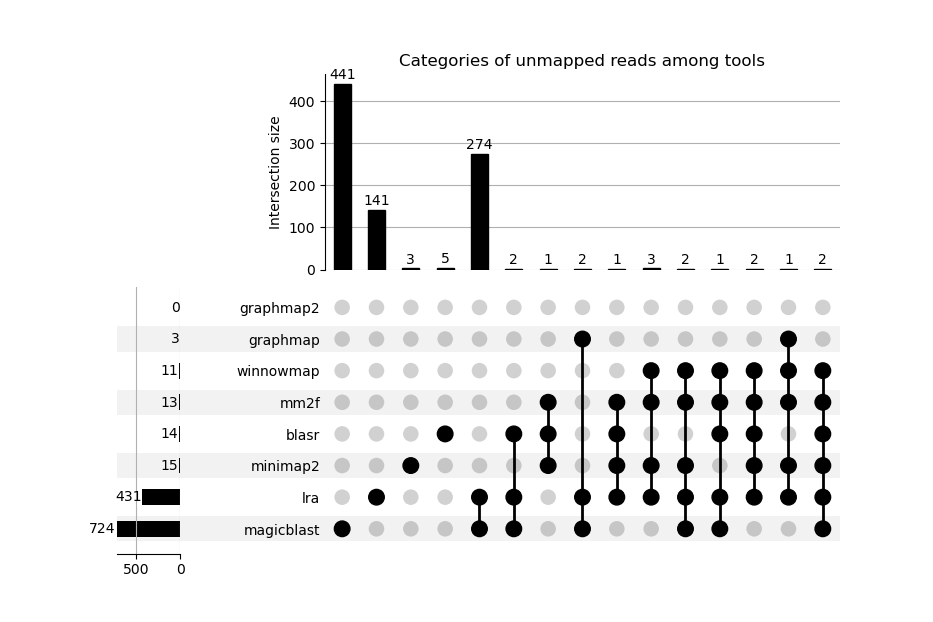 Categories of unmapped reads among tools
441
400
300
274
Intersection size
200
141
100
3 5 2 1 2 1 3 2 1 2 1 2
0
0 graphmap2
3 graphmap
11 winnowmap
13 mm2f
14 blasr
15 minimap2
431 lra
724 magicblast
500 0